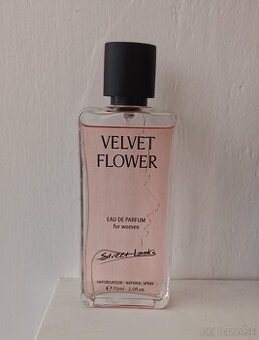 VELVET
FLOWER
EAU DE PARFUM
for women
Street Looks
VAPORISATEUR - NATURAL SPRAY
℮ 75ml - 2,5fl.oz